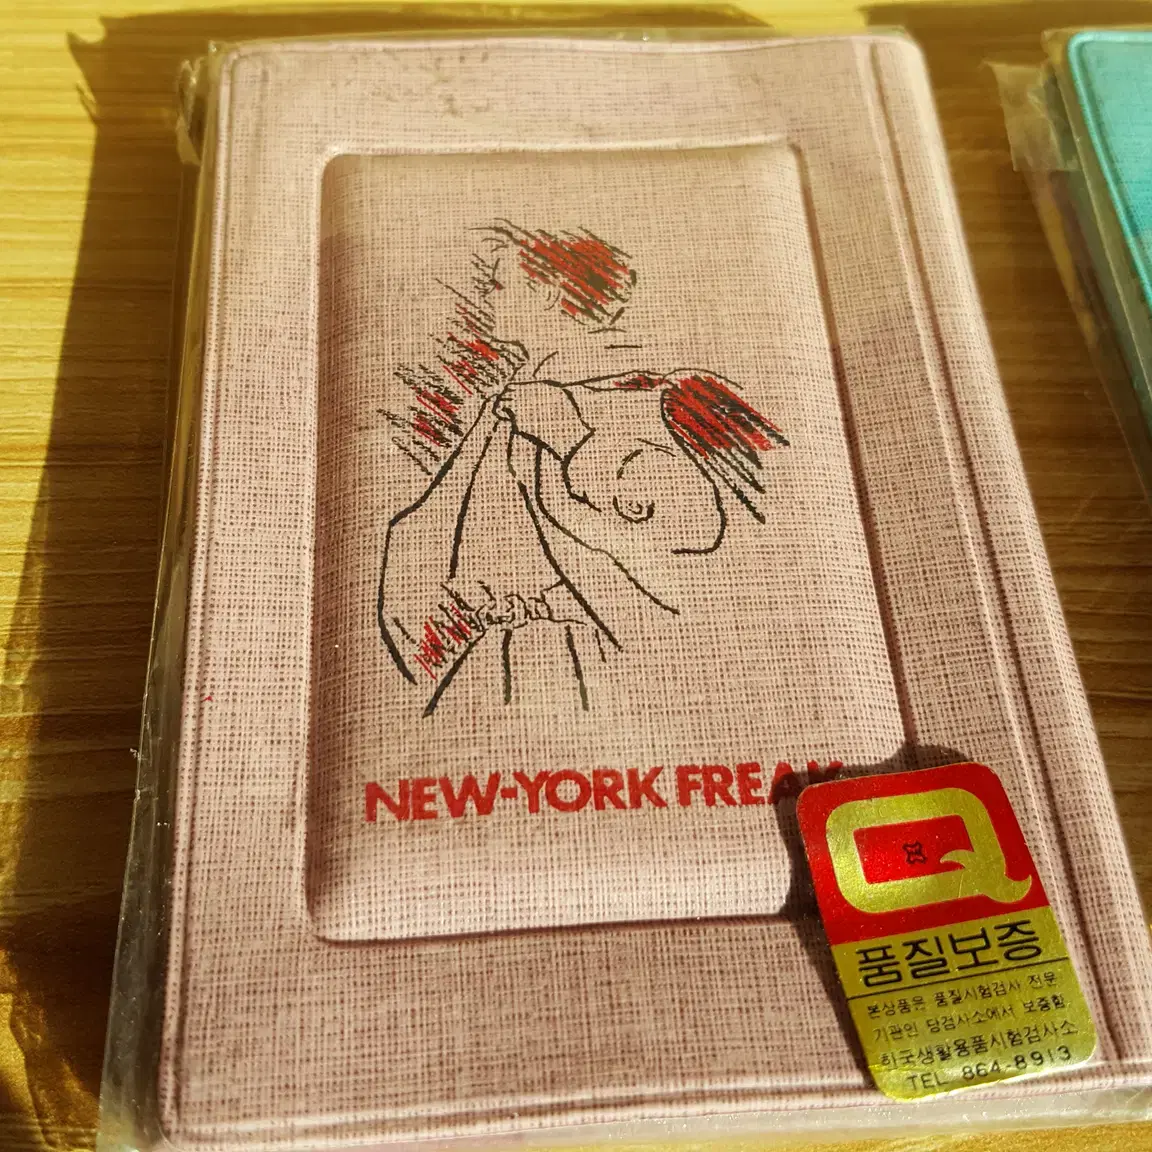 NEW-YORK FREAK
Q
품질보증
본상품은 품질시험검사 전문
기관인 당검사소에서 보증함
한국생활용품시험검사소
TEL 864-8913